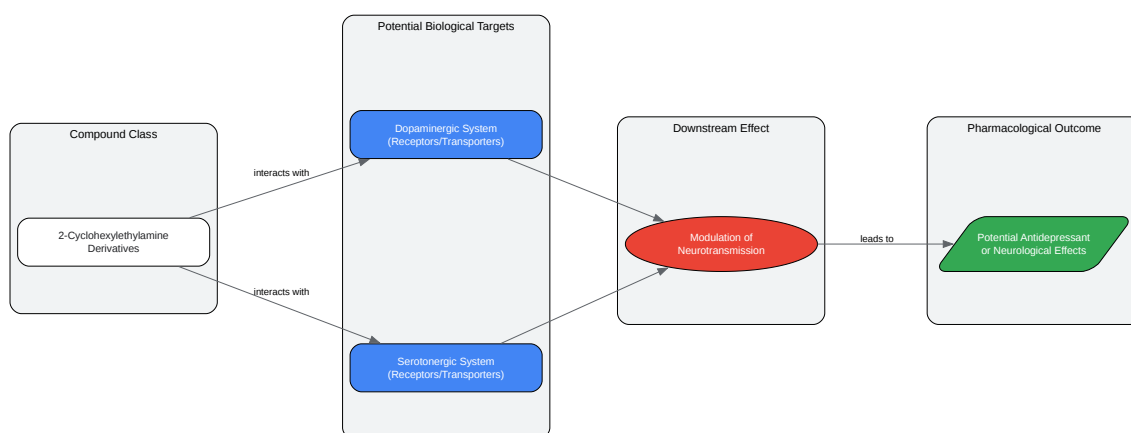 Potential Biological Targets
Compound Class
Dopaminergic System
(Receptors/Transporters)
Downstream Effect
Pharmacological Outcome
interacts with
2-Cyclohexylethylamine
Derivatives
Modulation of
Neurotransmission
leads to
Potential Antidepressant
or Neurological Effects
interacts with
Serotonergic System
(Receptors/Transporters)